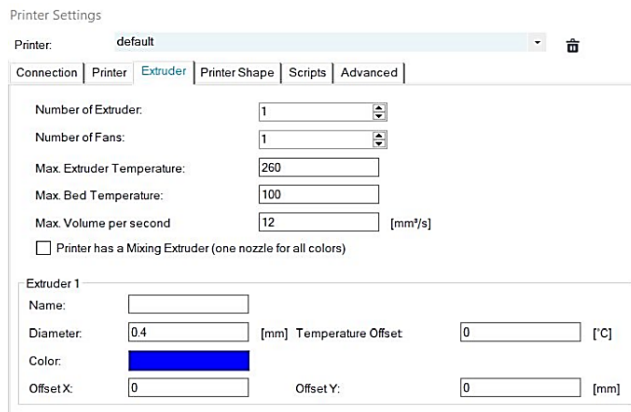 Printer Settings
Printer: default
Connection Printer Extruder Printer Shape Scripts Advanced
Number of Extruder: 1
Number of Fans: 1
Max. Extruder Temperature: 260
Max. Bed Temperature: 100
Max. Volume per second 12 [mm³/s]
Printer has a Mixing Extruder (one nozzle for all colors)
Extruder 1
Name:
Diameter: 0.4 [mm] Temperature Offset: 0 [°C]
Color:
Offset X: 0 Offset Y: 0 [mm]